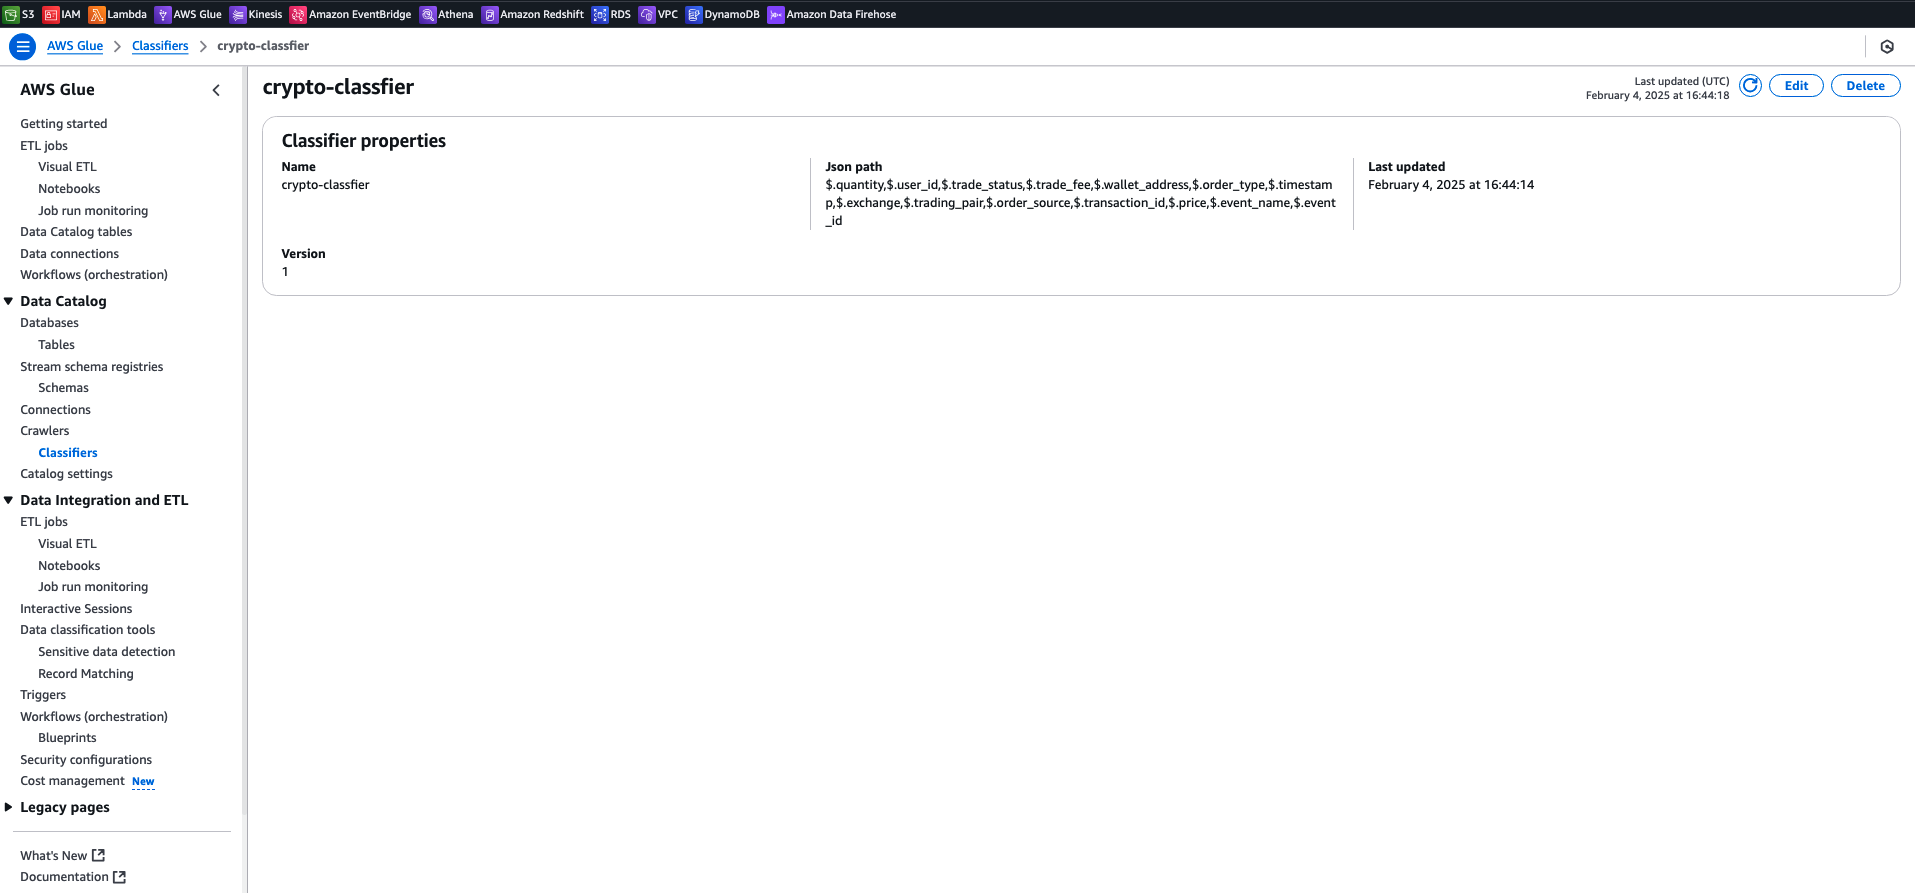 S3 IAM Lambda AWS Glue Kinesis Amazon EventBridge Athena Amazon Redshift RDS VPC DynamoDB Amazon Data Firehose
AWS Glue Classifiers crypto-classfier
AWS Glue
Getting started
ETL jobs
Visual ETL
Notebooks
Job run monitoring
Data Catalog tables
Data connections
Workflows (orchestration)
Data Catalog
Databases
Tables
Stream schema registries
Schemas
Connections
Crawlers
Classifiers
Catalog settings
Data Integration and ETL
ETL jobs
Visual ETL
Notebooks
Job run monitoring
Interactive Sessions
Data classification tools
Sensitive data detection
Record Matching
Triggers
Workflows (orchestration)
Blueprints
Security configurations
Cost management New
Legacy pages
What's New
Documentation
crypto-classfier
Last updated (UTC)
February 4, 2025 at 16:44:18
Edit
Delete
Classifier properties
Name
crypto-classfier
Json path
$.quantity,$.user_id,$.trade_status,$.trade_fee,$.wallet_address,$.order_type,$.timestam
p,$.exchange,$.trading_pair,$.order_source,$.transaction_id,$.price,$.event_name,$.event
_id
Last updated
February 4, 2025 at 16:44:14
Version
1